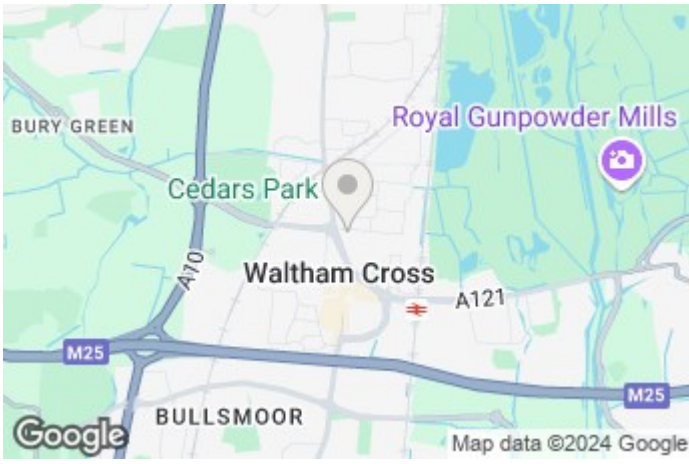 BURY GREEN
Royal Gunpowder Mills
Cedars Park
A10
Waltham Cross
A121
M25
M25
BULLSMOOR
Google
Map data ©2024 Google